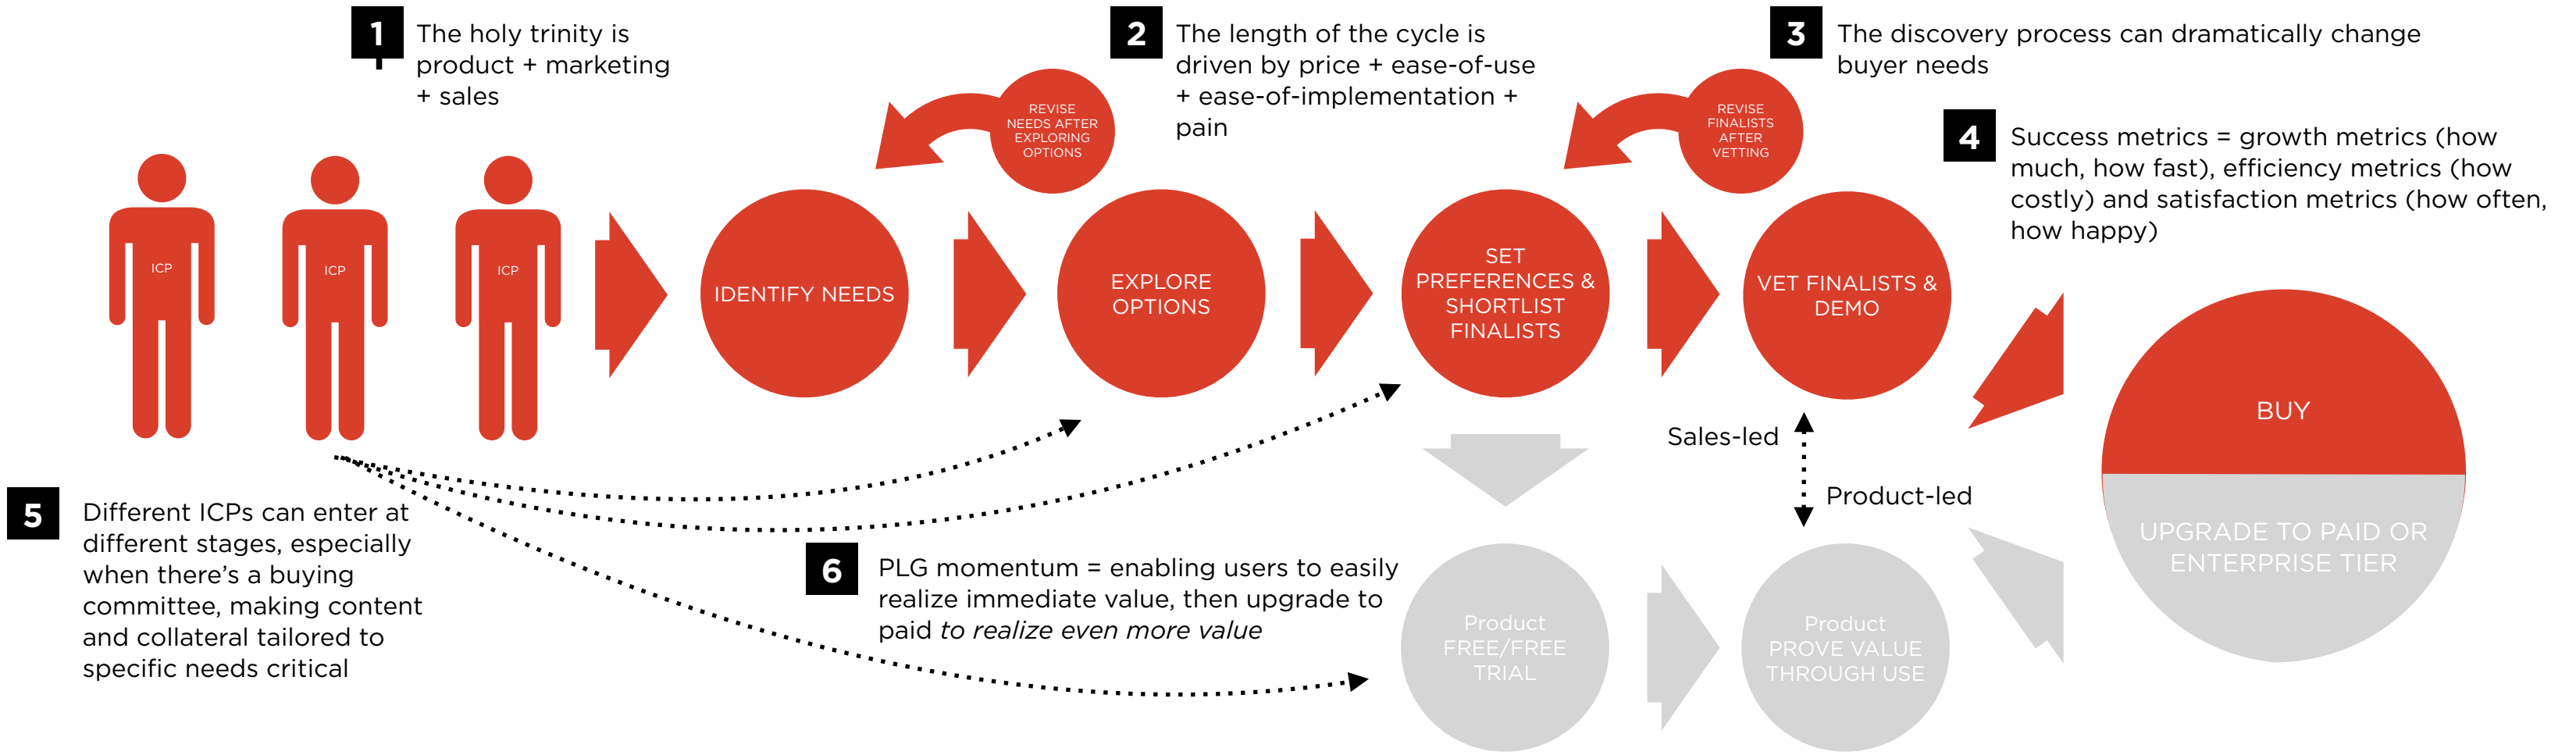 1
The holy trinity is
product + marketing
+ sales
2
The length of the cycle is
driven by price + ease-of-use
+ ease-of-implementation +
pain
3
The discovery process can dramatically change
buyer needs
4
Success metrics = growth metrics (how
much, how fast), efficiency metrics (how
costly) and satisfaction metrics (how often,
how happy)
REVISE
NEEDS AFTER
EXPLORING
OPTIONS
REVISE
FINALISTS
AFTER
VETTING
ICP
ICP
ICP
IDENTIFY NEEDS
EXPLORE
OPTIONS
SET
PREFERENCES &
SHORTLIST
FINALISTS
VET FINALISTS &
DEMO
BUY
UPGRADE TO PAID OR
ENTERPRISE TIER
Sales-led
Product-led
5
Different ICPs can enter at
different stages, especially
when there’s a buying
committee, making content
and collateral tailored to
specific needs critical
6
PLG momentum = enabling users to easily
realize immediate value, then upgrade to
paid to realize even more value
Product
FREE/FREE
TRIAL
Product
PROVE VALUE
THROUGH USE